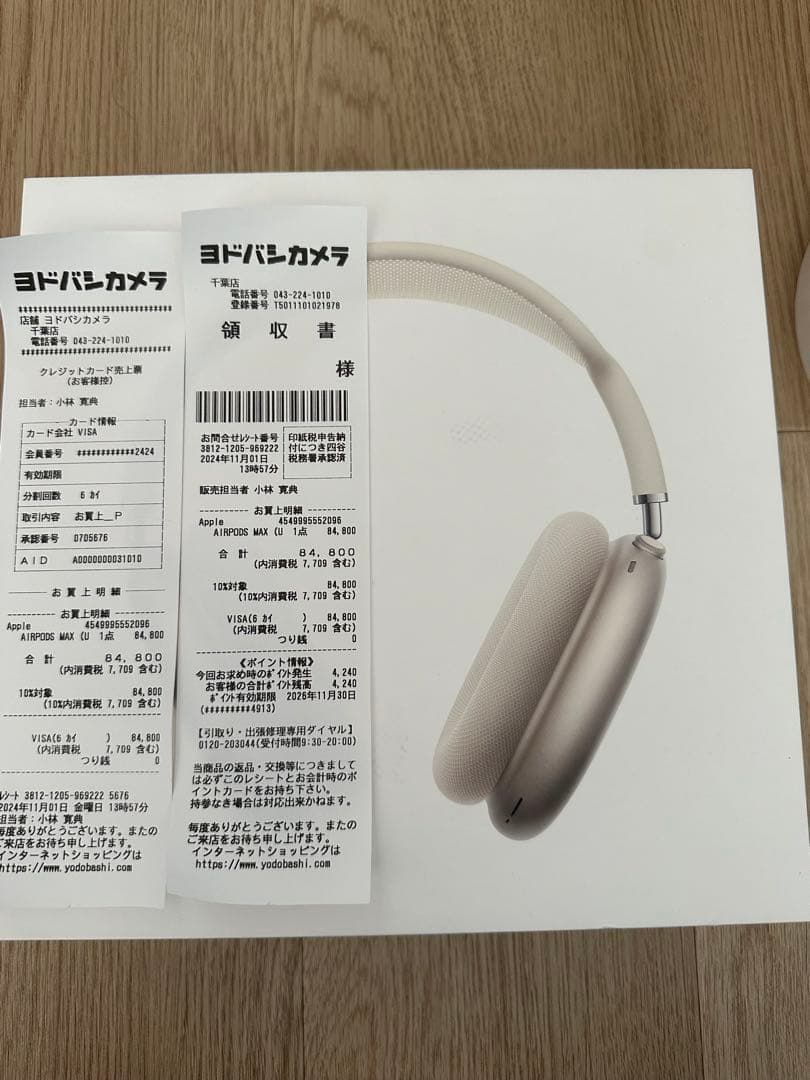 ヨドバシカメラ
店舗 ヨドバシカメラ
千葉店
電話番号 043-224-1010
クレジットカード売上票
(お客様控)
担当者:小林 寛典
カード情報
カード会社 VISA
会員番号 ************2424
有効期限
分割回数 6 カイ
取引内容 お買上__P
承認番号 0705676
AID A0000000031010
お買上明細
お買上明細
Apple 4549995552096
AIRPODS MAX (U 1点 84,800
合 計 84,800
(内消費税 7,709 含む)
10%対象 84,800
(10%内消費税 7,709 含む)
VISA(6 カイ ) 84,800
(内消費税 7,709 含む)
つり銭 0
レシート 3812-1205-969222 5676
2024年11月01日 金曜日 13時57分
担当者:小林 寛典
毎度ありがとうございます。またの
ご来店をお待ち申し上げます。
インターネットショッピングは
https://www.yodobashi.com
ヨドバシカメラ
千葉店
電話番号 043-224-1010
登録番号 T5011101021978
領 収 書
様
お問合せレシート番号
3812-1205-969222
2024年11月01日
13時57分
印紙税申告納
付につき四谷
税務署承認済
販売担当者 小林 寛典
お買上明細
Apple 4549995552096
AIRPODS MAX (U 1点 84,800
合 計 84,800
(内消費税 7,709 含む)
10%対象 84,800
(10%内消費税 7,709 含む)
VISA(6 カイ ) 84,800
(内消費税 7,709 含む)
つり銭 0
《ポイント情報》
今回お求め時のポイント発生 4,240
お客様の合計ポイント残高 4,240
ポイント有効期限 2026年11月30日
(*********4913)
【引取り・出張修理専用ダイヤル】
0120-203044(受付時間9:30-20:00)
当商品の返品・交換等につきまして
は必ずこのレシートとお会計時のポ
イントカードをお持ち下さい。
持参なき場合は対応出来かねます。
毎度ありがとうございます。またの
ご来店をお待ち申し上げます。
インターネットショッピングは
https://www.yodobashi.com